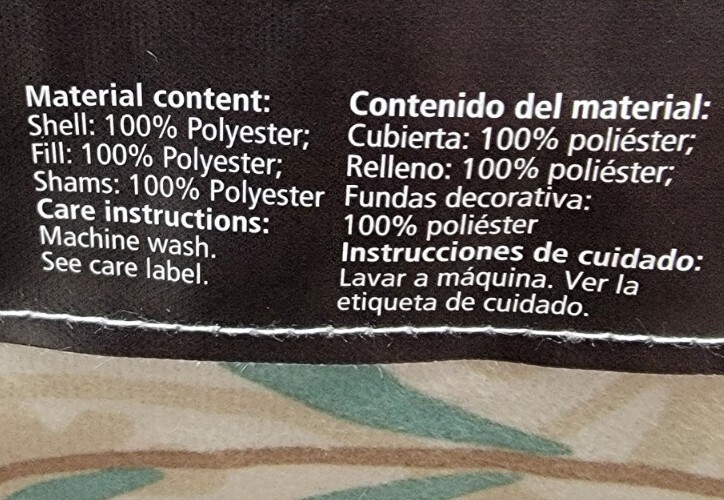 Material content:
Shell: 100% Polyester;
Fill: 100% Polyester;
Shams: 100% Polyester
Care instructions:
Machine wash.
See care label.
Contenido del material:
Cubierta: 100% poliéster;
Relleno: 100% poliéster;
Fundas decorativa:
100% poliéster
Instrucciones de cuidado:
Lavar a máquina. Ver la
etiqueta de cuidado.